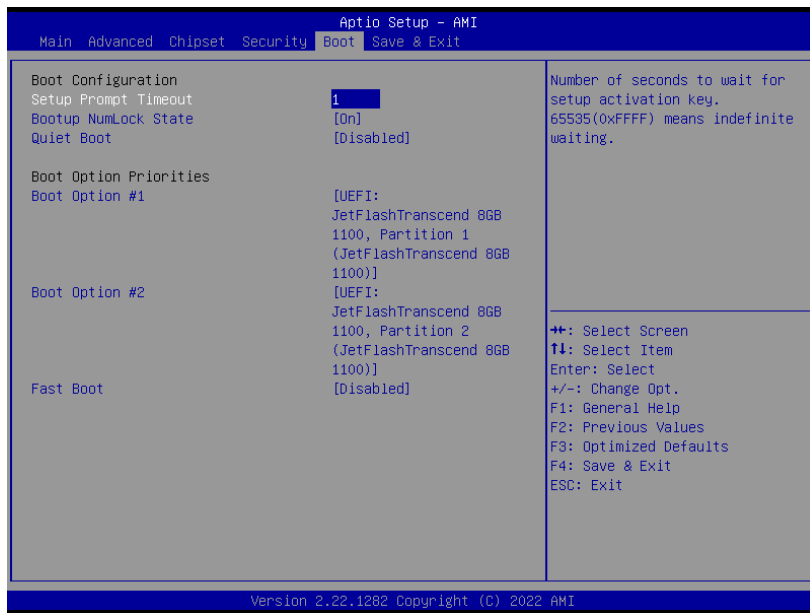 Aptio Setup – AMI
Main Advanced Chipset Security Boot Save & Exit
Boot Configuration
Setup Prompt Timeout 1
Bootup NumLock State [On]
Quiet Boot [Disabled]
Boot Option Priorities
Boot Option #1 [UEFI:
JetFlashTranscend 8GB
1100, Partition 1
(JetFlashTranscend 8GB
1100)]
Boot Option #2 [UEFI:
JetFlashTranscend 8GB
1100, Partition 2
(JetFlashTranscend 8GB
1100)]
Fast Boot [Disabled]
Number of seconds to wait for
setup activation key.
65535(0xFFFF) means indefinite
waiting.
→←: Select Screen
↑↓: Select Item
Enter: Select
+/-: Change Opt.
F1: General Help
F2: Previous Values
F3: Optimized Defaults
F4: Save & Exit
ESC: Exit
Version 2.22.1282 Copyright (C) 2022 AMI